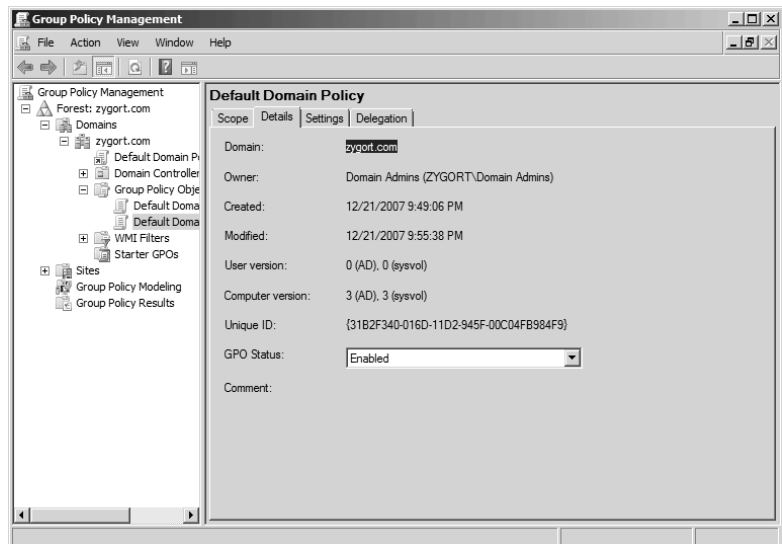 Group Policy Management
File Action View Window Help
Group Policy Management
Forest: zygort.com
Domains
zygort.com
Default Domain P
Domain Controller
Group Policy Obje
Default Doma
Default Doma
WMI Filters
Starter GPOs
Sites
Group Policy Modeling
Group Policy Results
Default Domain Policy
Scope Details Settings Delegation
Domain: zygort.com
Owner: Domain Admins (ZYGORT\Domain Admins)
Created: 12/21/2007 9:49:06 PM
Modified: 12/21/2007 9:55:38 PM
User version: 0 (AD), 0 (sysvol)
Computer version: 3 (AD), 3 (sysvol)
Unique ID: {31B2F340-016D-11D2-945F-00C04FB984F9}
GPO Status: Enabled
Comment: